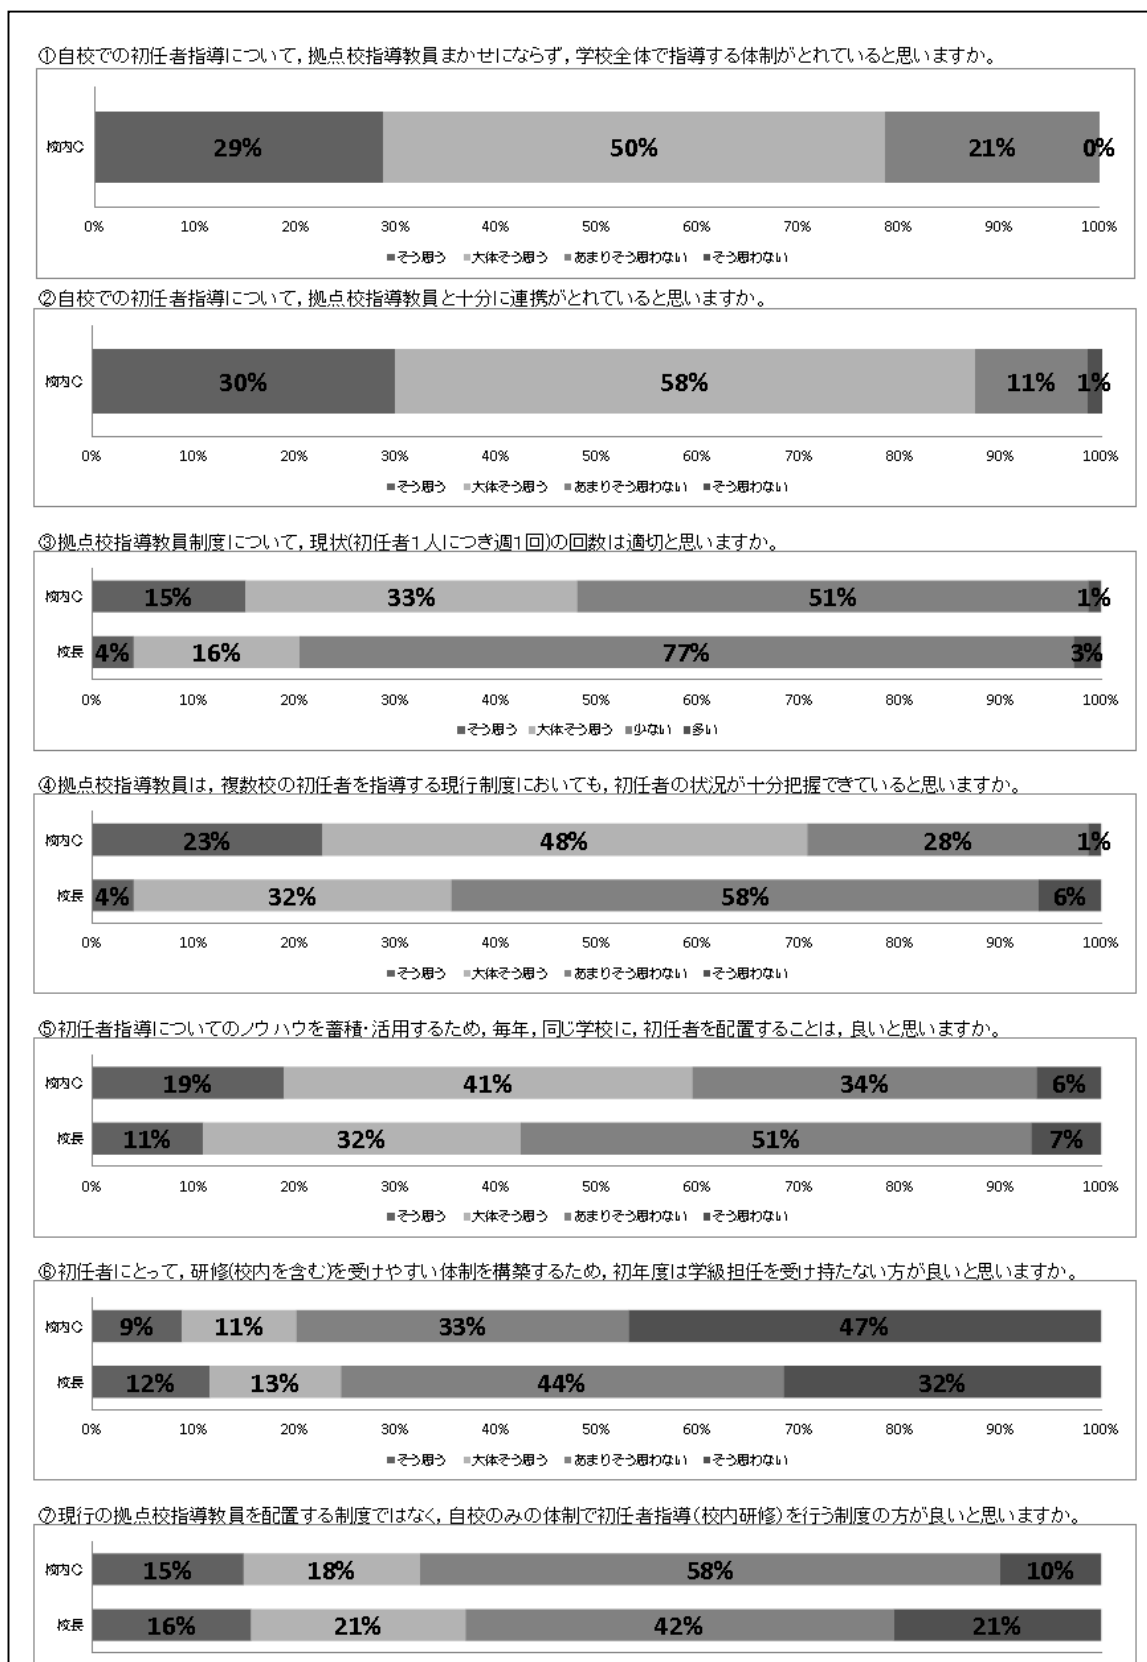 ①自校での初任者指導について，拠点校指導教員まかせにならず，学校全体で指導する体制がとれていると思いますか。
校内C 29% 50% 21% 0%
0% 10% 20% 30% 40% 50% 60% 70% 80% 90% 100%
■そう思う ■大体そう思う ■あまりそう思わない ■そう思わない
②自校での初任者指導について，拠点校指導教員と十分に連携がとれていると思いますか。
校内C 30% 58% 11% 1%
0% 10% 20% 30% 40% 50% 60% 70% 80% 90% 100%
■そう思う ■大体そう思う ■あまりそう思わない ■そう思わない
③拠点校指導教員制度について，現状(初任者1人につき週1回)の回数は適切と思いますか。
校内C 15% 33% 51% 1%
校長 4% 16% 77% 3%
0% 10% 20% 30% 40% 50% 60% 70% 80% 90% 100%
■そう思う ■大体そう思う ■少ない ■多い
④拠点校指導教員は，複数校の初任者を指導する現行制度においても，初任者の状況が十分把握できていると思いますか。
校内C 23% 48% 28% 1%
校長 4% 32% 58% 6%
0% 10% 20% 30% 40% 50% 60% 70% 80% 90% 100%
■そう思う ■大体そう思う ■あまりそう思わない ■そう思わない
⑤初任者指導についてのノウハウを蓄積・活用するため，毎年，同じ学校に，初任者を配置することは，良いと思いますか。
校内C 19% 41% 34% 6%
校長 11% 32% 51% 7%
0% 10% 20% 30% 40% 50% 60% 70% 80% 90% 100%
■そう思う ■大体そう思う ■あまりそう思わない ■そう思わない
⑥初任者にとって，研修(校内を含む)を受けやすい体制を構築するため，初年度は学級担任を受け持たない方が良いと思いますか。
校内C 9% 11% 33% 47%
校長 12% 13% 44% 32%
0% 10% 20% 30% 40% 50% 60% 70% 80% 90% 100%
■そう思う ■大体そう思う ■あまりそう思わない ■そう思わない
⑦現行の拠点校指導教員を配置する制度ではなく，自校のみの体制で初任者指導（校内研修）を行う制度の方が良いと思いますか。
校内C 15% 18% 58% 10%
校長 16% 21% 42% 21%